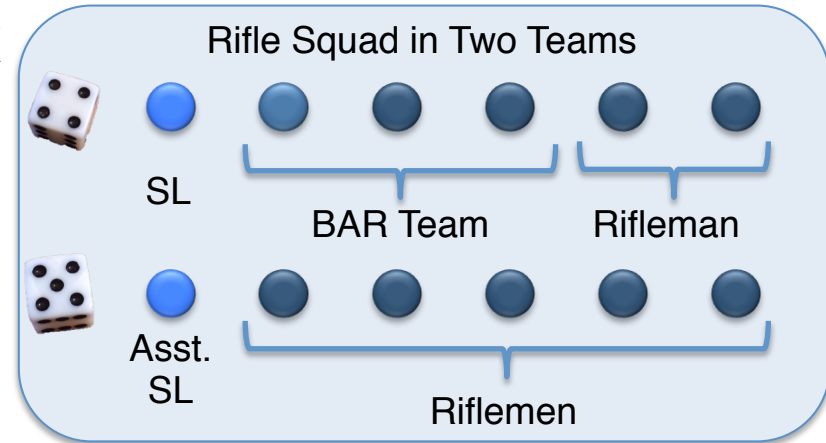 Rifle Squad in Two Teams
SL
BAR Team
Rifleman
Asst.
SL
Riflemen